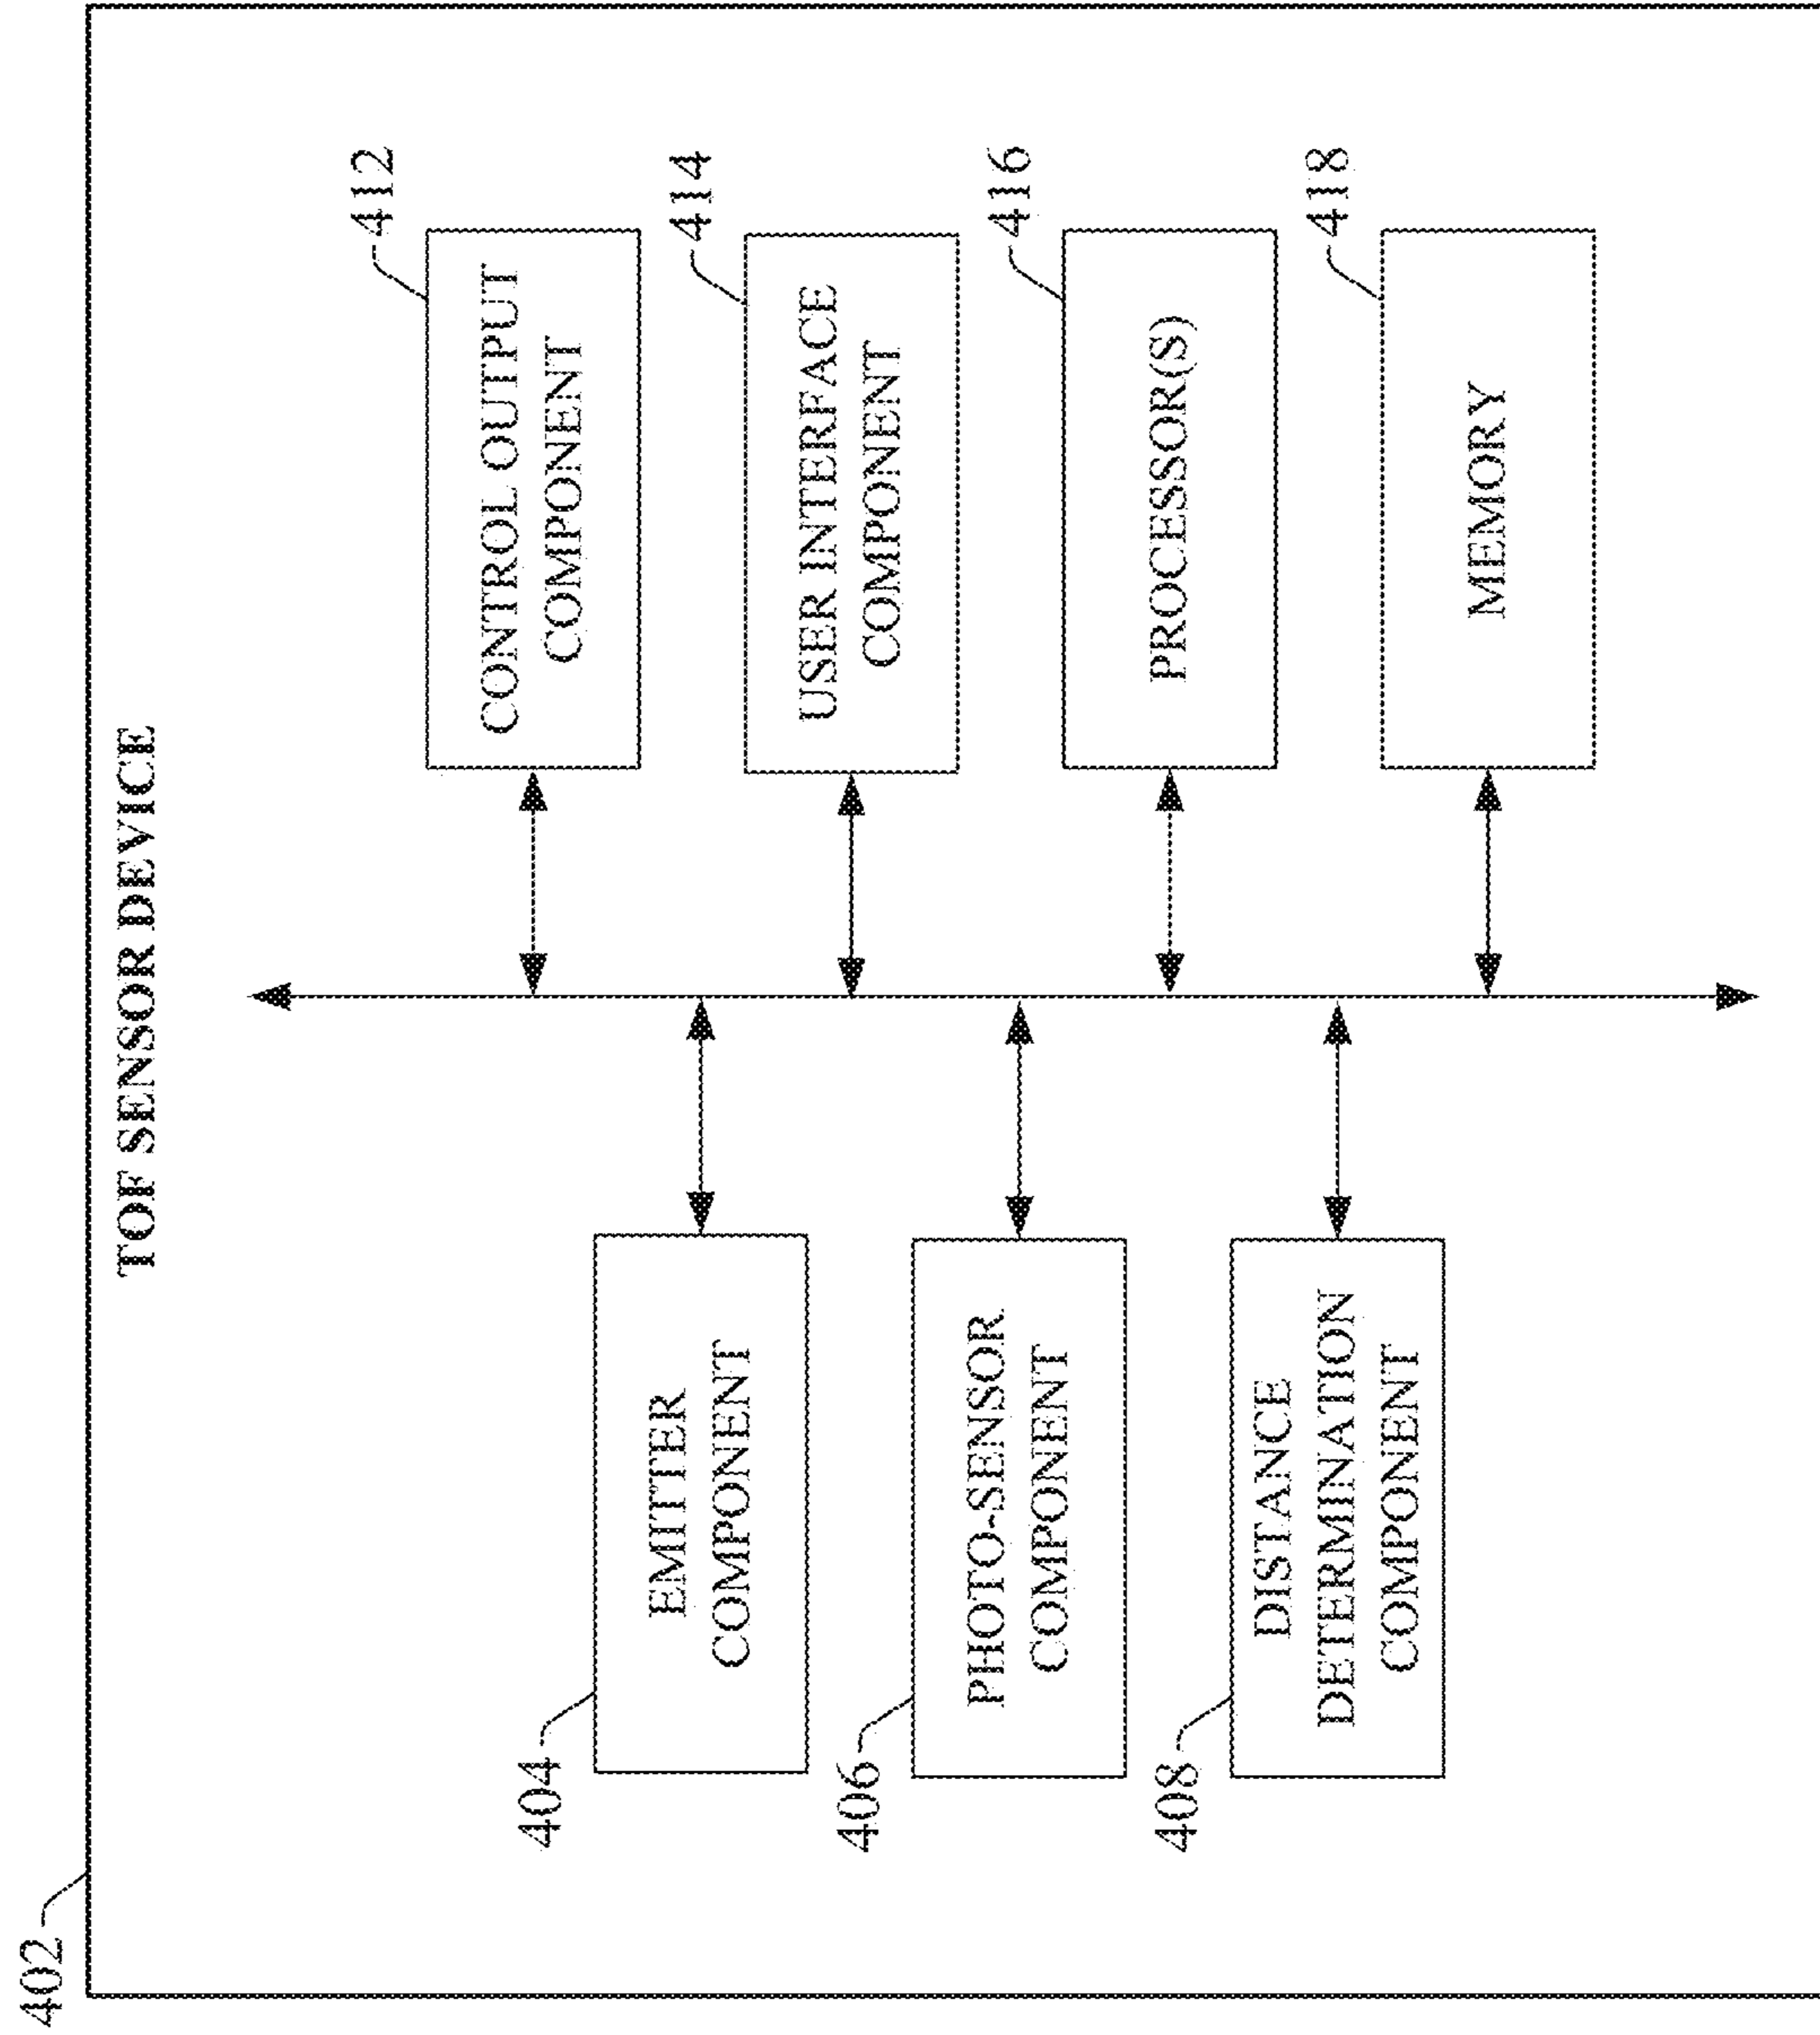 402
TOF SENSOR DEVICE
404
EMITTER
COMPONENT
406
PHOTO-SENSOR
COMPONENT
408
DISTANCE
DETERMINATION
COMPONENT
412
CONTROL OUTPUT
COMPONENT
414
USER INTERFACE
COMPONENT
416
PROCESSOR(S)
418
MEMORY